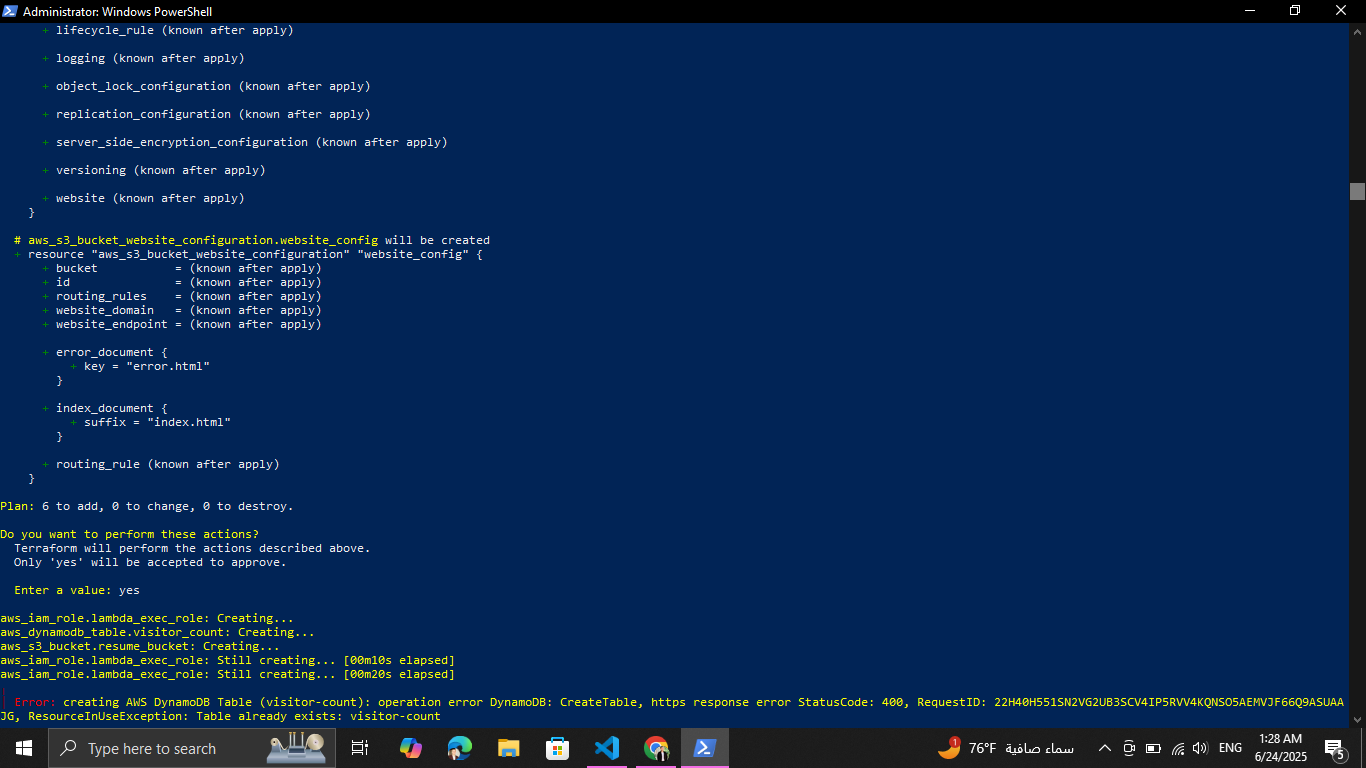 Administrator: Windows PowerShell
+ lifecycle_rule (known after apply)
+ logging (known after apply)
+ object_lock_configuration (known after apply)
+ replication_configuration (known after apply)
+ server_side_encryption_configuration (known after apply)
+ versioning (known after apply)
+ website (known after apply)
}
# aws_s3_bucket_website_configuration.website_config will be created
+ resource "aws_s3_bucket_website_configuration" "website_config" {
+ bucket = (known after apply)
+ id = (known after apply)
+ routing_rules = (known after apply)
+ website_domain = (known after apply)
+ website_endpoint = (known after apply)
+ error_document {
+ key = "error.html"
}
+ index_document {
+ suffix = "index.html"
}
+ routing_rule (known after apply)
}
Plan: 6 to add, 0 to change, 0 to destroy.
Do you want to perform these actions?
Terraform will perform the actions described above.
Only 'yes' will be accepted to approve.
Enter a value: yes
aws_iam_role.lambda_exec_role: Creating...
aws_dynamodb_table.visitor_count: Creating...
aws_s3_bucket.resume_bucket: Creating...
aws_iam_role.lambda_exec_role: Still creating... [00m10s elapsed]
aws_iam_role.lambda_exec_role: Still creating... [00m20s elapsed]
Error: creating AWS DynamoDB Table (visitor-count): operation error DynamoDB: CreateTable, https response error StatusCode: 400, RequestID: 22H40H551SN2VG2UB3SCV4IP5RVV4KQNSO5AEMVJF66Q9ASUAA
JG, ResourceInUseException: Table already exists: visitor-count
Type here to search
1
76°F سماء صافية
ENG
1:28 AM
6/24/2025
5